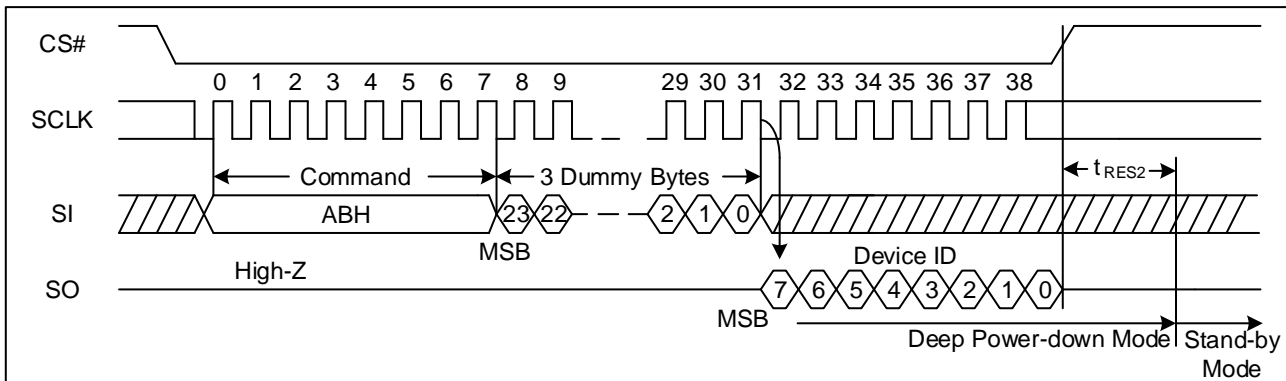 CS#
0 1 2 3 4 5 6 7 8 9 29 30 31 32 33 34 35 36 37 38
SCLK
Command 3 Dummy Bytes tRES2
SI ABH 23 22 2 1 0
MSB
High-Z Device ID
SO 7 6 5 4 3 2 1 0
MSB
Deep Power-down Mode Stand-by
Mode